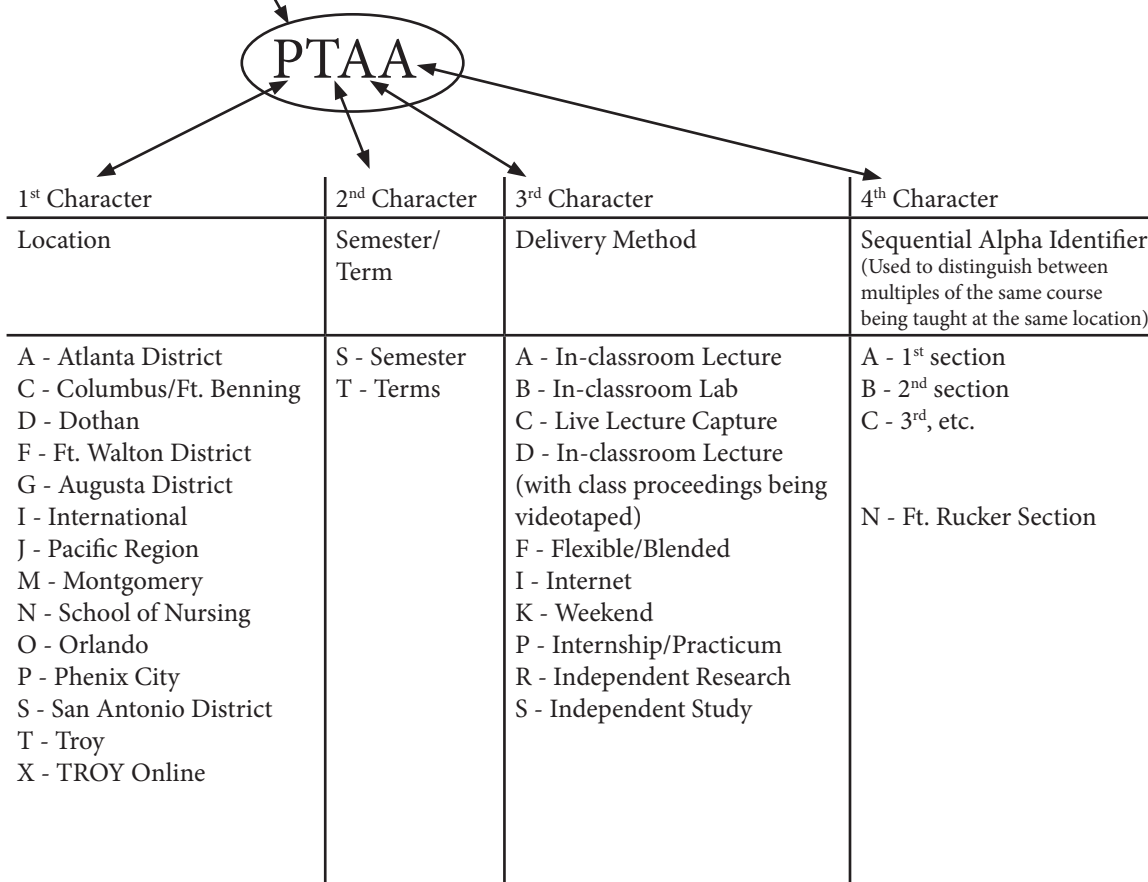 PTAA
1st Character
2nd Character
3rd Character
4th Character
Location
Semester/
Term
Delivery Method
Sequential Alpha Identifier
(Used to distinguish between
multiples of the same course
being taught at the same location)
A - Atlanta District
C - Columbus/Ft. Benning
D - Dothan
F - Ft. Walton District
G - Augusta District
I - International
J - Pacific Region
M - Montgomery
N - School of Nursing
O - Orlando
P - Phenix City
S - San Antonio District
T - Troy
X - TROY Online
S - Semester
T - Terms
A - In-classroom Lecture
B - In-classroom Lab
C - Live Lecture Capture
D - In-classroom Lecture
(with class proceedings being
videotaped)
F - Flexible/Blended
I - Internet
K - Weekend
P - Internship/Practicum
R - Independent Research
S - Independent Study
A - 1st section
B - 2nd section
C - 3rd, etc.
N - Ft. Rucker Section